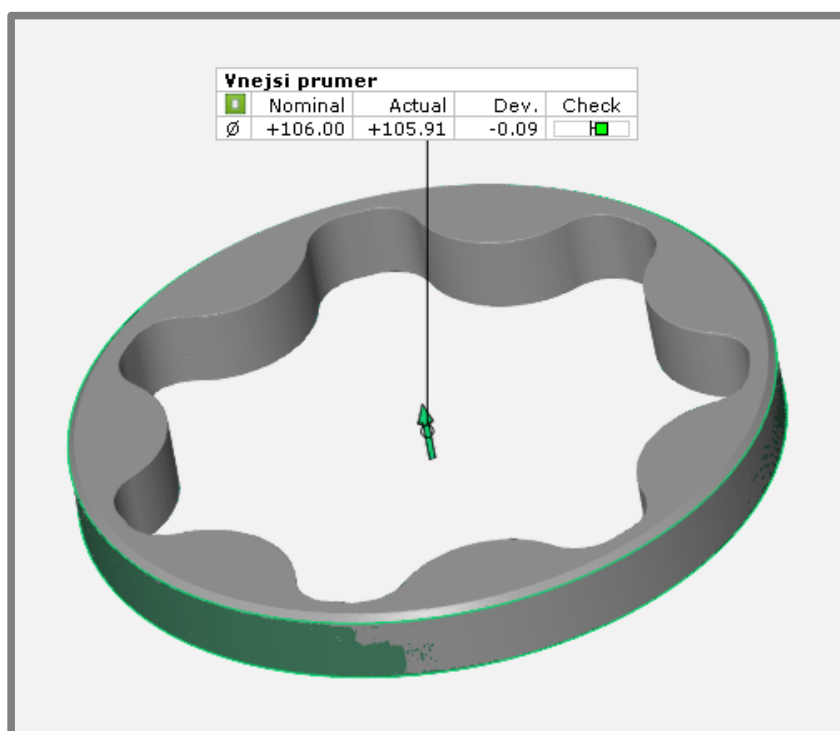 Vnejsi prumer
Nominal Actual Dev. Check
Ø +106.00 +105.91 -0.09